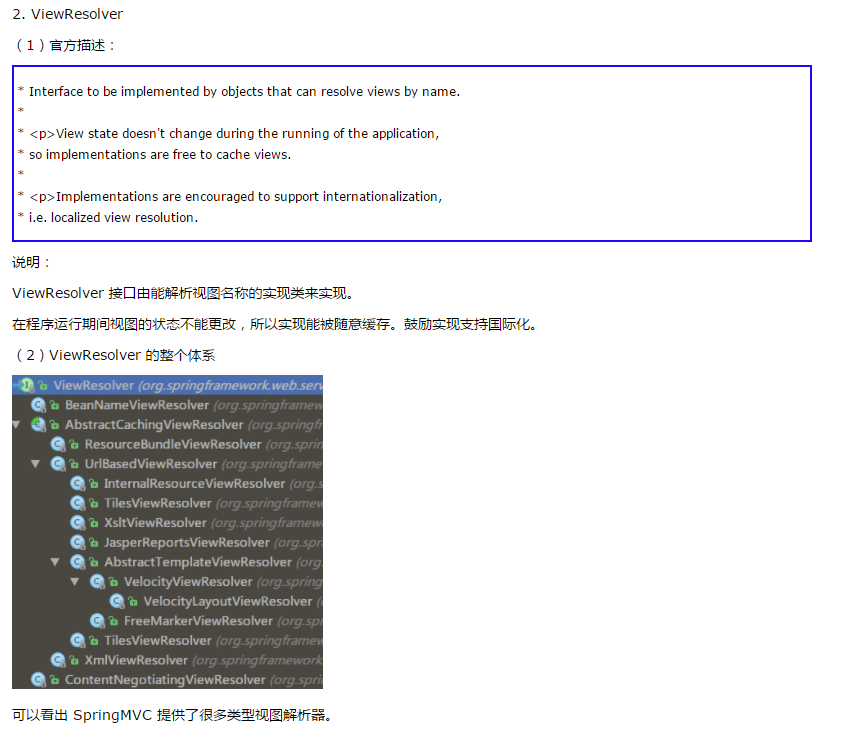 2. ViewResolver
（1）官方描述：
* Interface to be implemented by objects that can resolve views by name.
*
* <p>View state doesn't change during the running of the application,
* so implementations are free to cache views.
*
* <p>Implementations are encouraged to support internationalization,
* i.e. localized view resolution.
说明：
ViewResolver 接口由能解析视图名称的实现类来实现。
在程序运行期间视图的状态不能更改，所以实现能被随意缓存。鼓励实现支持国际化。
（2）ViewResolver 的整个体系
ViewResolver (org.springframework.web.serv
BeanNameViewResolver (org.springframew
AbstractCachingViewResolver (org.springfr
ResourceBundleViewResolver (org.sprin
UrlBasedViewResolver (org.springframe
InternalResourceViewResolver (org.s
TilesViewResolver (org.springframew
XsltViewResolver (org.springframew
JasperReportsViewResolver (org.spr
AbstractTemplateViewResolver (org.
VelocityViewResolver (org.spring
VelocityLayoutViewResolver (
FreeMarkerViewResolver (org.sp
TilesViewResolver (org.springframew
XmlViewResolver (org.springframework
ContentNegotiatingViewResolver (org.spri
可以看出 SpringMVC 提供了很多类型视图解析器。